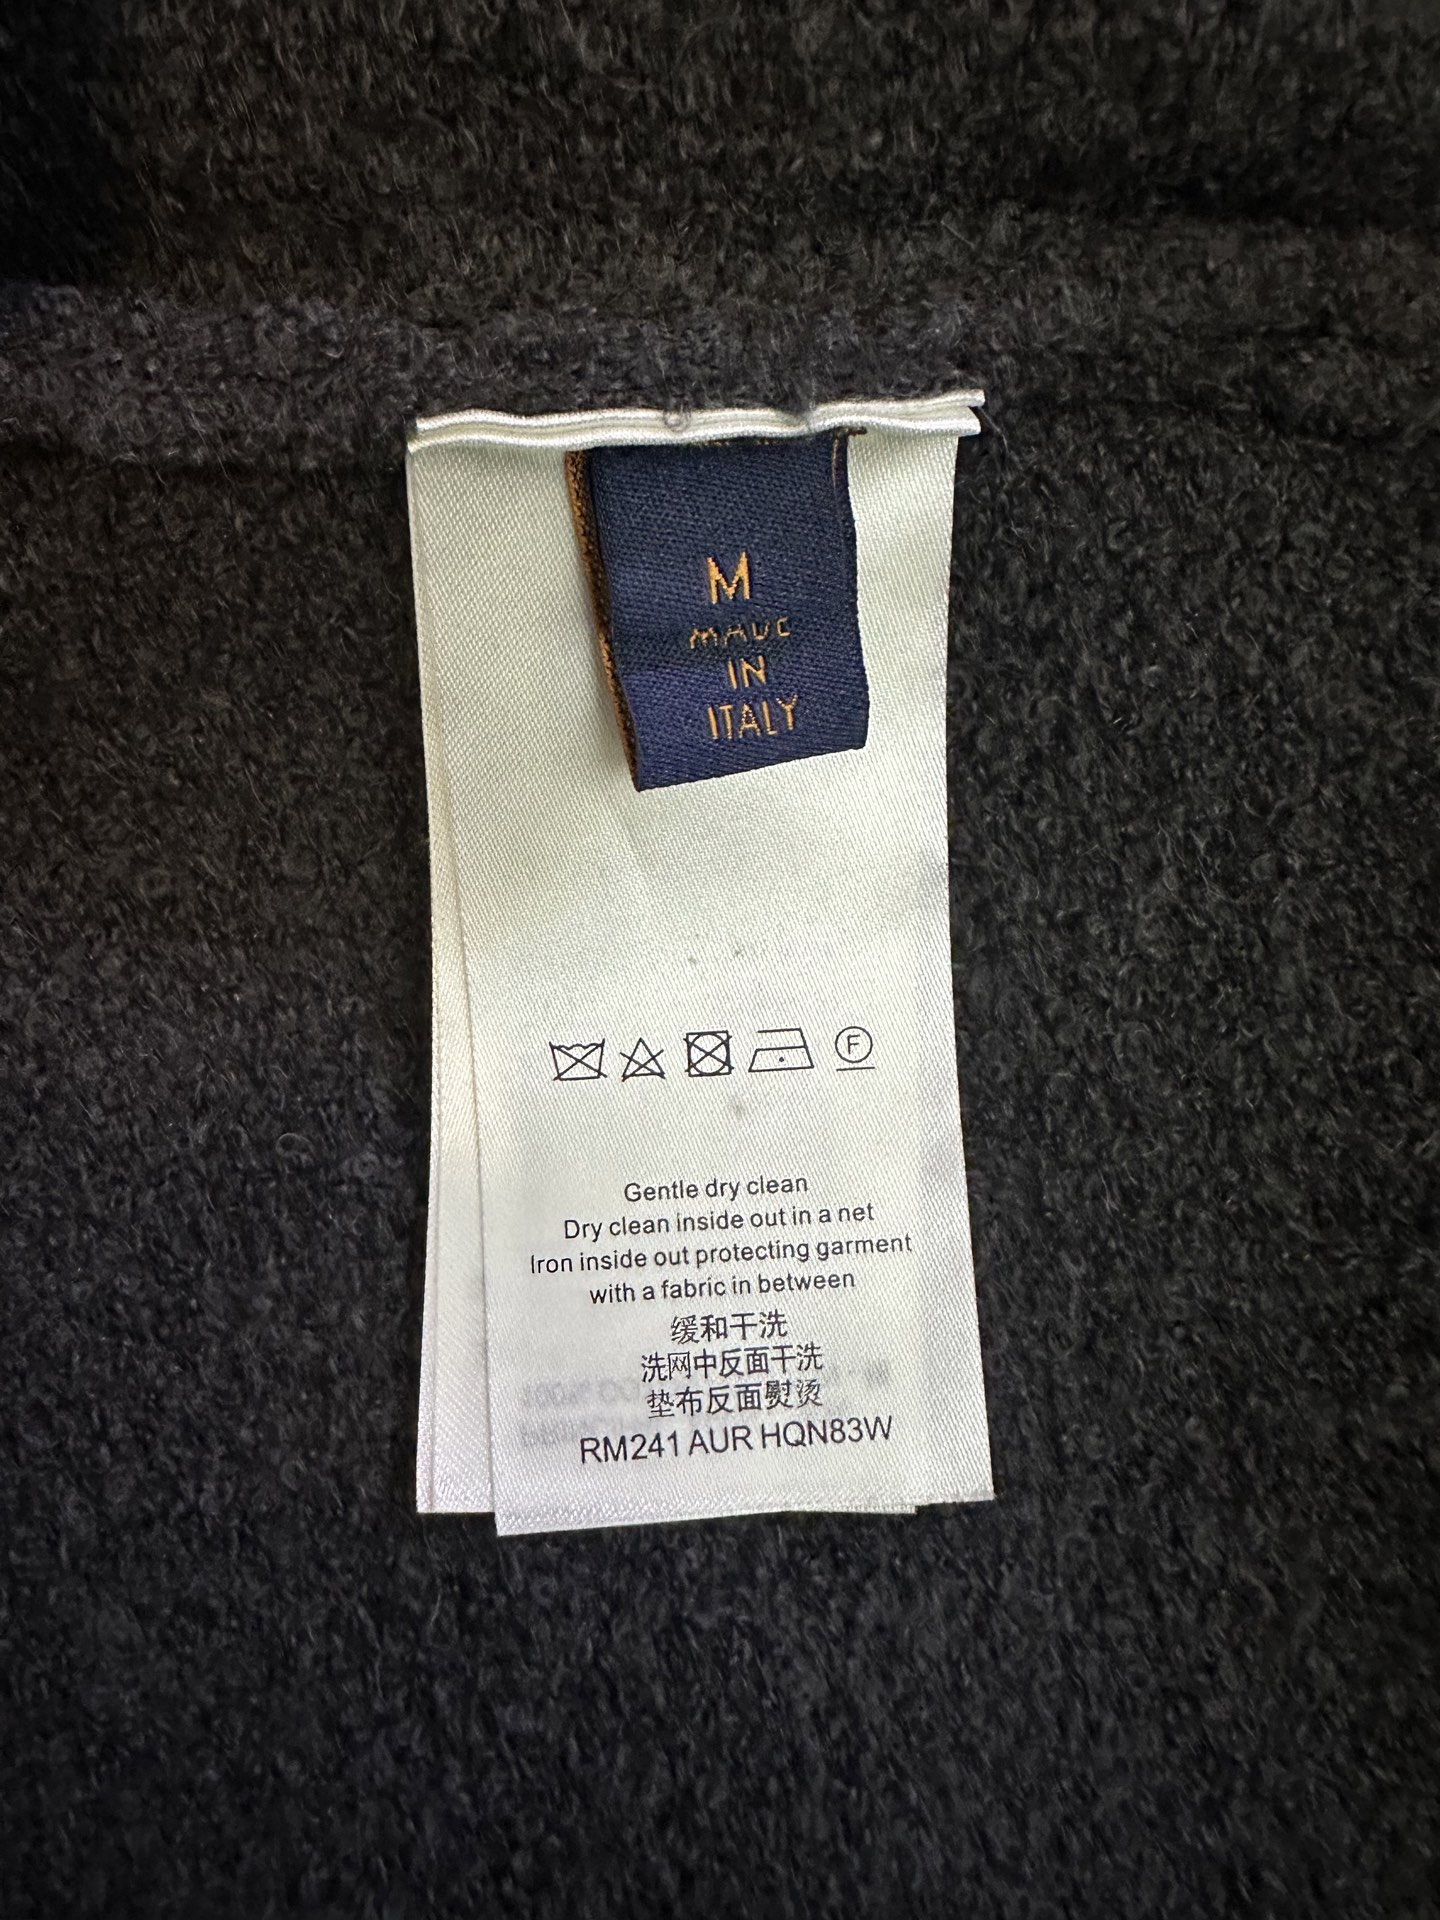 M
MADE
IN
ITALY
F
Gentle dry clean
Dry clean inside out in a net
Iron inside out protecting garment
with a fabric in between
缓和干洗
洗网中反面干洗
垫布反面熨烫
RM241 AUR HQN83W